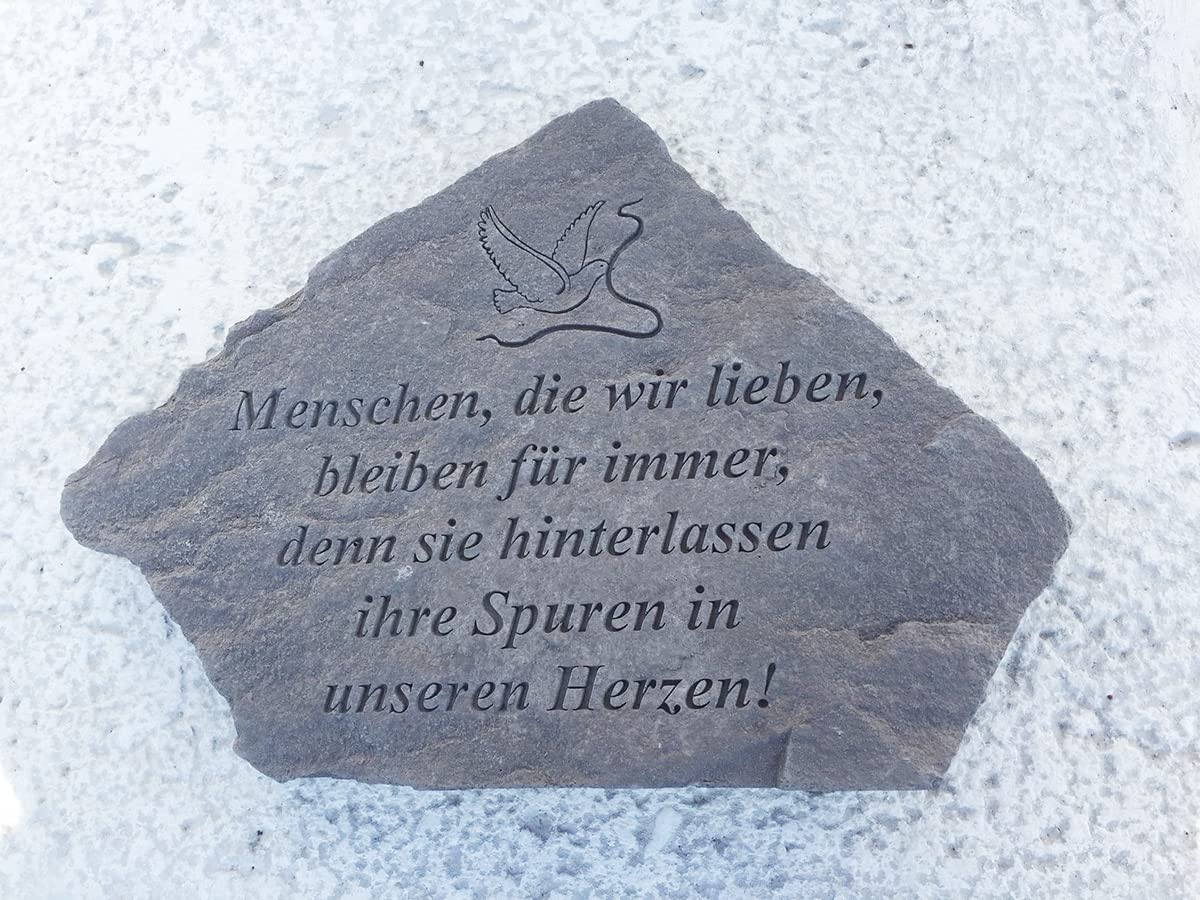 Menschen, die wir lieben,
bleiben für immer,
denn sie hinterlassen
ihre Spuren in
unseren Herzen!